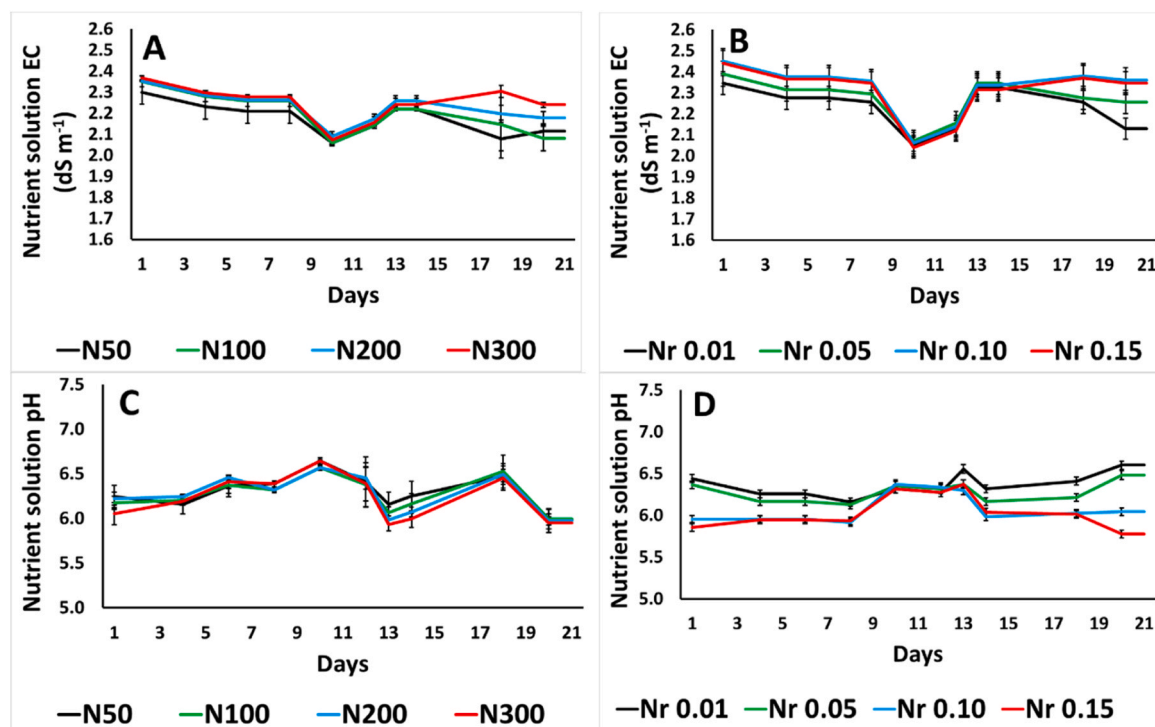 A
Nutrient solution EC
(dS m⁻¹)
2.6
2.5
2.4
2.3
2.2
2.1
2.0
1.9
1.8
1.7
1.6
1 3 5 7 9 11 13 15 17 19 21
Days
N50 N100 N200 N300
B
Nutrient solution EC
(dS m⁻¹)
2.6
2.5
2.4
2.3
2.2
2.1
2.0
1.9
1.8
1.7
1.6
1 3 5 7 9 11 13 15 17 19 21
Days
Nr 0.01 Nr 0.05 Nr 0.10 Nr 0.15
C
Nutrient solution pH
7.5
7.0
6.5
6.0
5.5
5.0
1 3 5 7 9 11 13 15 17 19 21
Days
N50 N100 N200 N300
D
Nutrient solution pH
7.5
7.0
6.5
6.0
5.5
5.0
1 3 5 7 9 11 13 15 17 19 21
Days
Nr 0.01 Nr 0.05 Nr 0.10 Nr 0.15